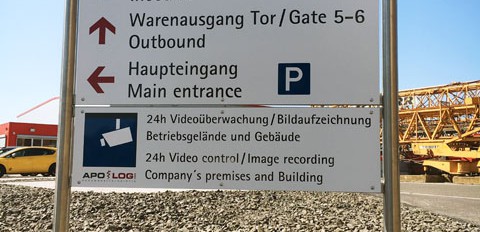 Warenausgang Tor/Gate 5-6
Outbound
Haupteingang
Main entrance
P
24h Videoüberwachung/Bildaufzeichnung
Betriebsgelände und Gebäude
24h Video control/Image recording
Company´s premises and Building
APO LOG